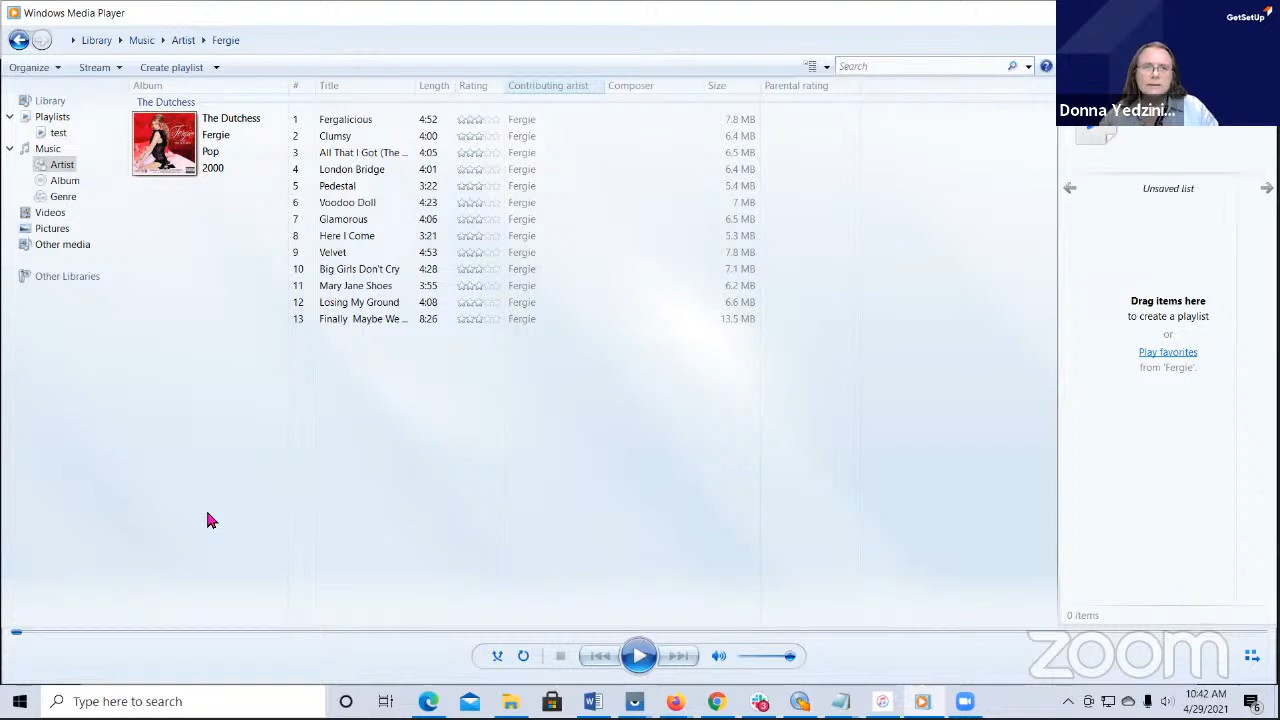 Windows Media Player
GetSetUp
Library Music Artist Fergie
Organize Stream Create playlist Search
Donna Yedzini...
Album # Title Length Rating Contributing artist Composer Size Parental rating
Library
Playlists
test
Music
Artist
Album
Genre
Videos
Pictures
Other media
Other Libraries
The Dutchess
The Dutchess
Fergie
Pop
2000
1 Fergalicious 4:52 Fergie 7.8 MB
2 Clumsy 4:00 Fergie 6.4 MB
3 All That I Got (The ... 4:05 Fergie 6.5 MB
4 London Bridge 4:01 Fergie 6.4 MB
5 Pedestal 3:22 Fergie 5.4 MB
6 Voodoo Doll 4:23 Fergie 7 MB
7 Glamorous 4:06 Fergie 6.5 MB
8 Here I Come 3:21 Fergie 5.3 MB
9 Velvet 4:53 Fergie 7.8 MB
10 Big Girls Don't Cry 4:28 Fergie 7.1 MB
11 Mary Jane Shoes 3:55 Fergie 6.2 MB
12 Losing My Ground 4:08 Fergie 6.6 MB
13 Finally Maybe We ... 8:26 Fergie 13.5 MB
Unsaved list
Drag items here
to create a playlist
or
Play favorites
from 'Fergie'.
0 items
zoom
Type here to search
10:42 AM
4/29/2021
3
6